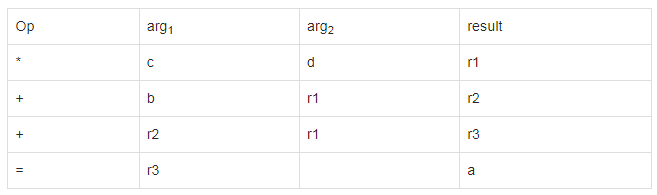 Op arg1 arg2 result
* c d r1
+ b r1 r2
+ r2 r1 r3
= r3 a